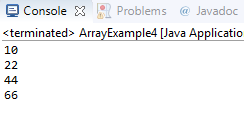 Console Problems @ Javadoc
<terminated> ArrayExample4 [Java Applicatio
10
22
44
66